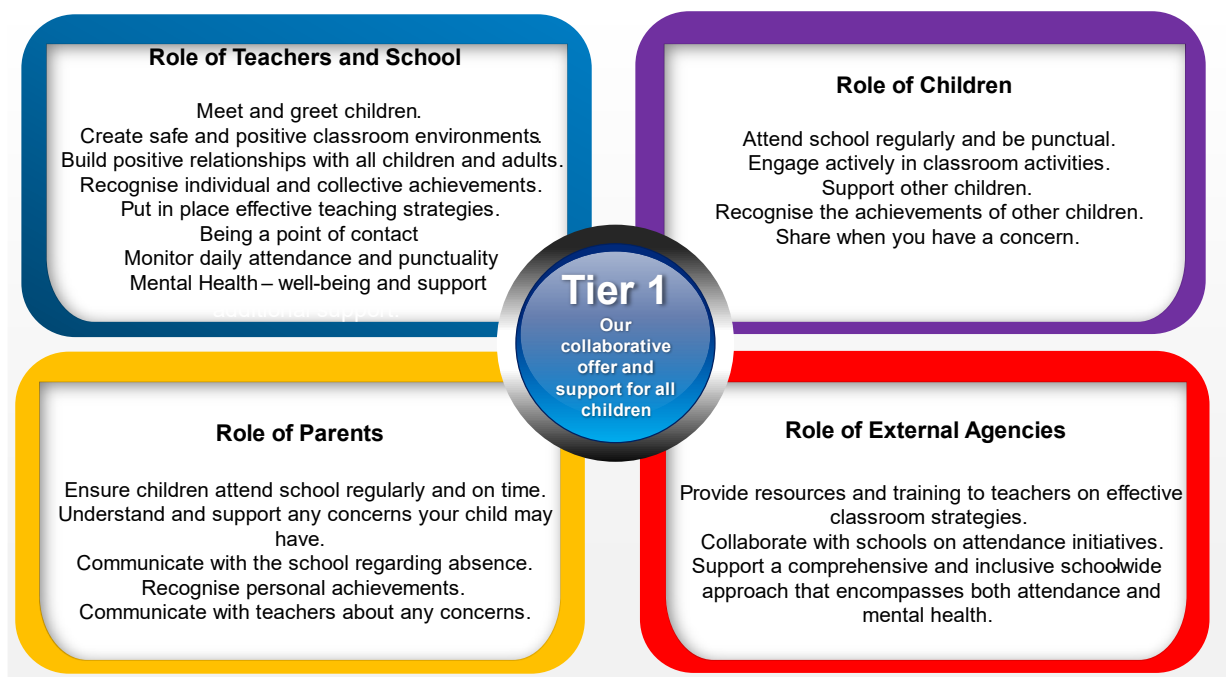 Role of Teachers and School
Meet and greet children.
Create safe and positive classroom environments.
Build positive relationships with all children and adults.
Recognise individual and collective achievements.
Put in place effective teaching strategies.
Being a point of contact
Monitor daily attendance and punctuality
Mental Health – well-being and support
additional support.
Role of Children
Attend school regularly and be punctual.
Engage actively in classroom activities.
Support other children.
Recognise the achievements of other children.
Share when you have a concern.
Tier 1
Our
collaborative
offer and
support for all
children
Role of Parents
Ensure children attend school regularly and on time.
Understand and support any concerns your child may
have.
Communicate with the school regarding absence.
Recognise personal achievements.
Communicate with teachers about any concerns.
Role of External Agencies
Provide resources and training to teachers on effective
classroom strategies.
Collaborate with schools on attendance initiatives.
Support a comprehensive and inclusive school-wide
approach that encompasses both attendance and
mental health.